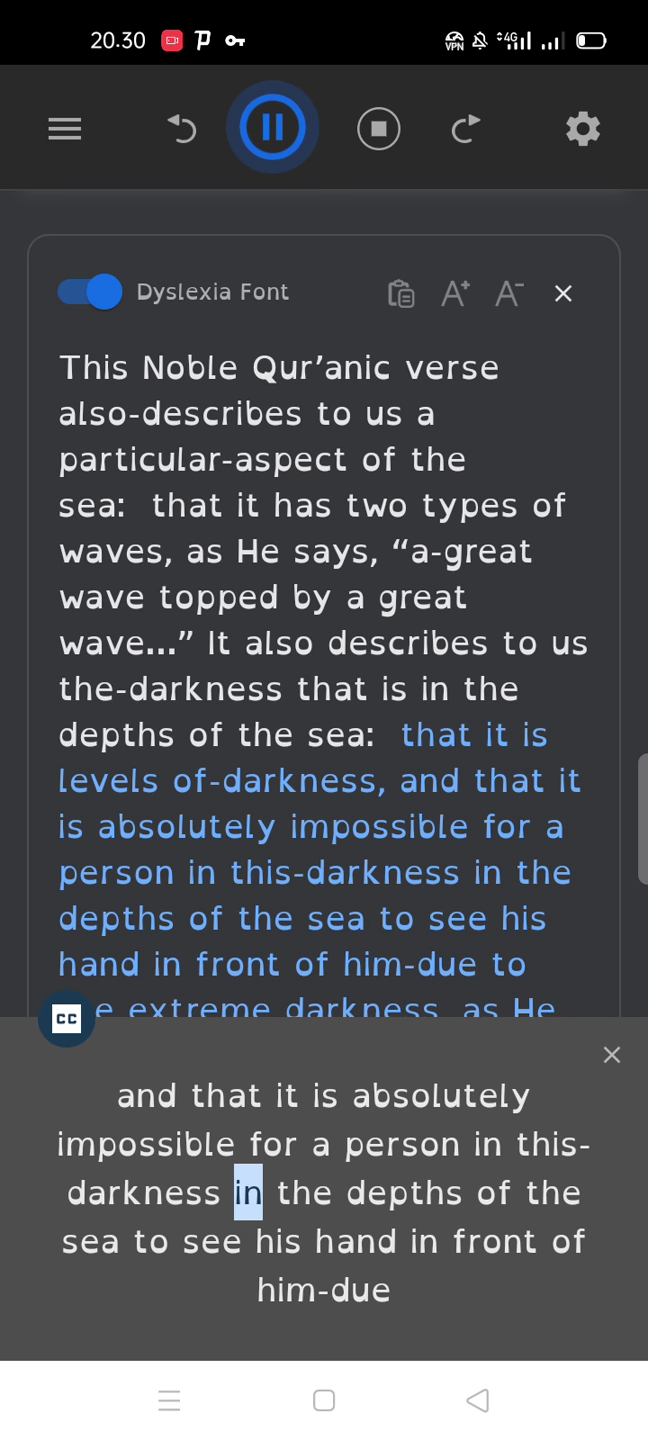 20.30
VPN
4G
Dyslexia Font
A+
A-
This Noble Qur’anic verse
also-describes to us a
particular-aspect of the
sea:  that it has two types of
waves, as He says, “a-great
wave topped by a great
wave...” It also describes to us
the-darkness that is in the
depths of the sea:  that it is
levels of-darkness, and that it
is absolutely impossible for a
person in this-darkness in the
depths of the sea to see his
hand in front of him-due to
extreme darkness, as He
CC
and that it is absolutely
impossible for a person in this-
darkness in the depths of the
sea to see his hand in front of
him-due